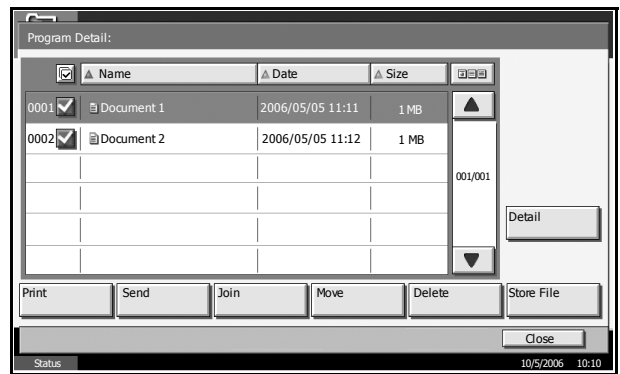 Program Detail:
Name Date Size
0001 Document 1 2006/05/05 11:11 1 MB
0002 Document 2 2006/05/05 11:12 1 MB
001/001
Detail
Print Send Join Move Delete Store File
Close
Status 10/5/2006 10:10